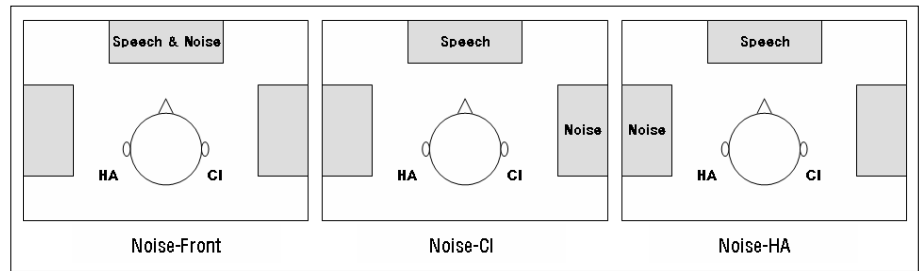 Speech & Noise
HA
CI
Noise-Front
Speech
Noise
HA
CI
Noise-CI
Speech
Noise
HA
CI
Noise-HA